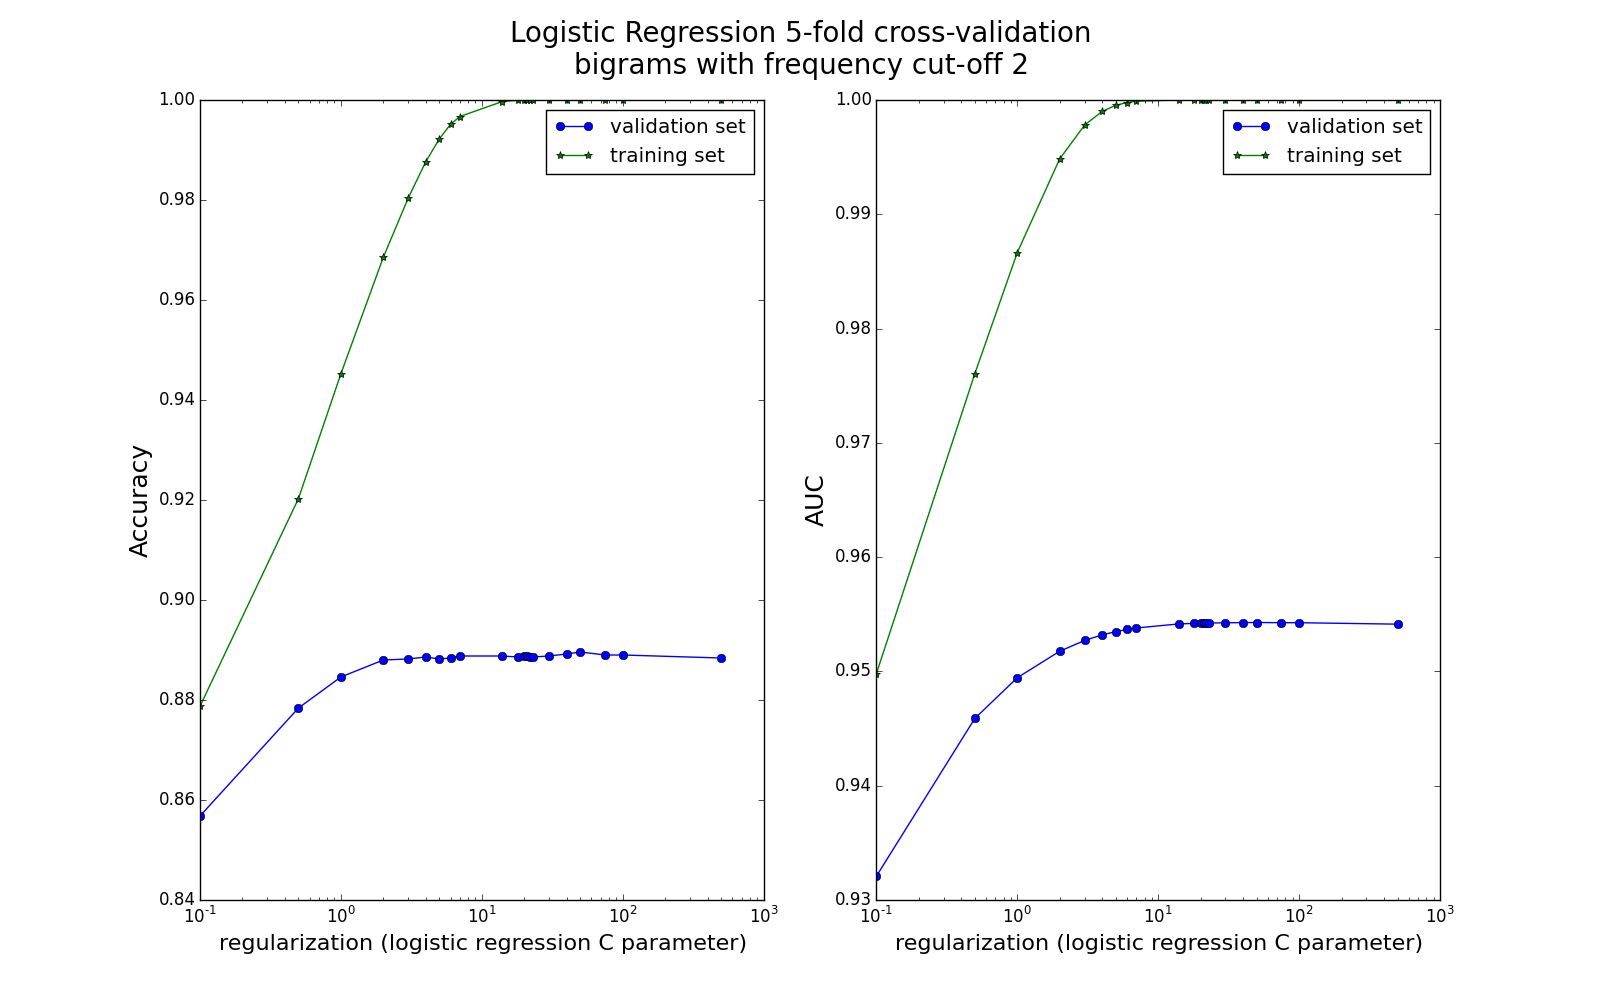 Logistic Regression 5-fold cross-validation
bigrams with frequency cut-off 2
1.00
0.98
0.96
0.94
0.92
0.90
0.88
0.86
0.84
Accuracy
10^-1
10^0
10^1
10^2
10^3
regularization (logistic regression C parameter)
validation set
training set
1.00
0.99
0.98
0.97
0.96
0.95
0.94
0.93
AUC
10^-1
10^0
10^1
10^2
10^3
regularization (logistic regression C parameter)
validation set
training set